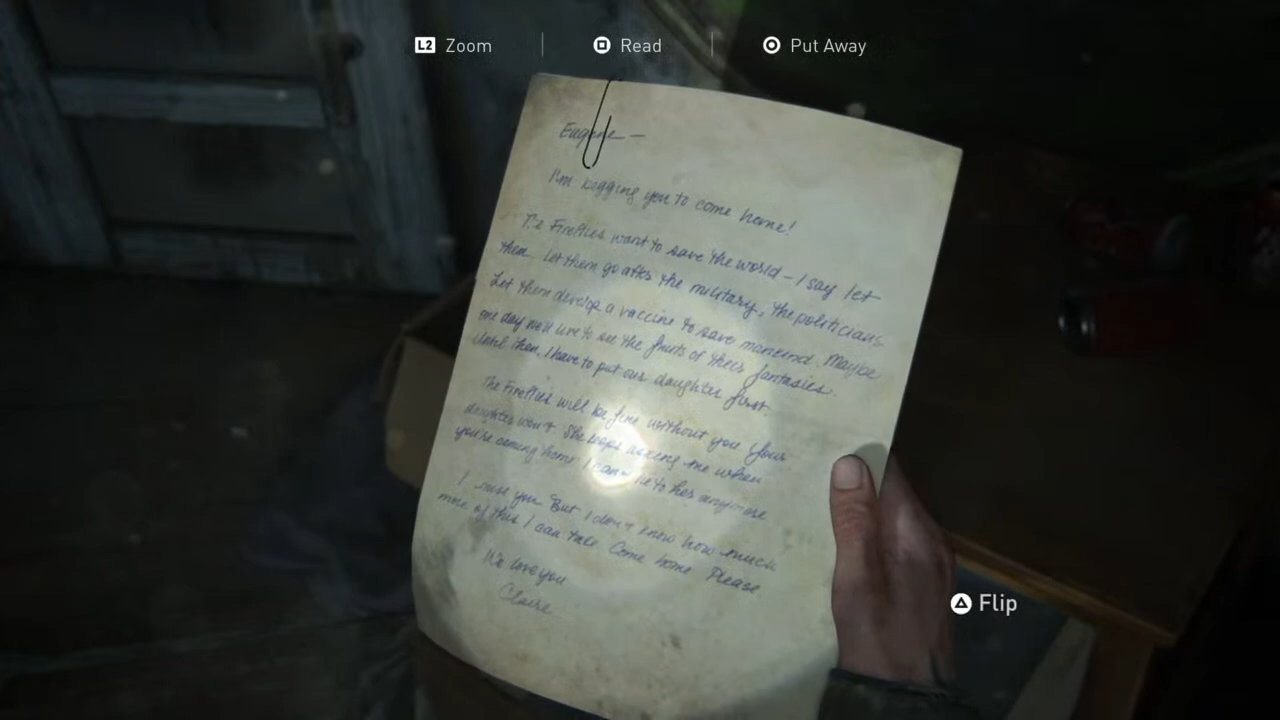 L2 Zoom
Read
Put Away
Eugene —
I'm begging you to come home!
The Fireflies want to save the world – I say let
them. Let them go after the military, the politicians.
Let them develop a vaccine to save mankind. Maybe
one day we'll live to see the fruits of their fantasies.
Until then, I have to put our daughter first.
The Fireflies will be fine without you. Your
daughter won't. She keeps asking me when
you're coming home. I can't lie to her anymore
I miss you. But I don't know how much
more of this I can take. Come home. Please
We love you
Claire
Flip